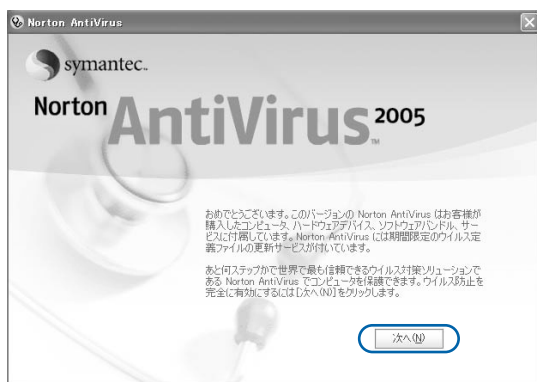 Norton AntiVirus
symantec.
Norton AntiVirus 2005
TM
おめでとうございます。このバージョンの Norton AntiVirus はお客様が
購入したコンピュータ、ハードウェアデバイス、ソフトウェアバンドル、サー
ビスに付属しています。Norton AntiVirus には期間限定のウイルス定
義ファイルの更新サービスが付いています。
あと何ステップかで世界で最も信頼できるウイルス対策ソリューションで
ある Norton AntiVirus でコンピュータを保護できます。ウイルス防止を
完全に有効にするには[次へ(N)]をクリックします。
次へ(N)